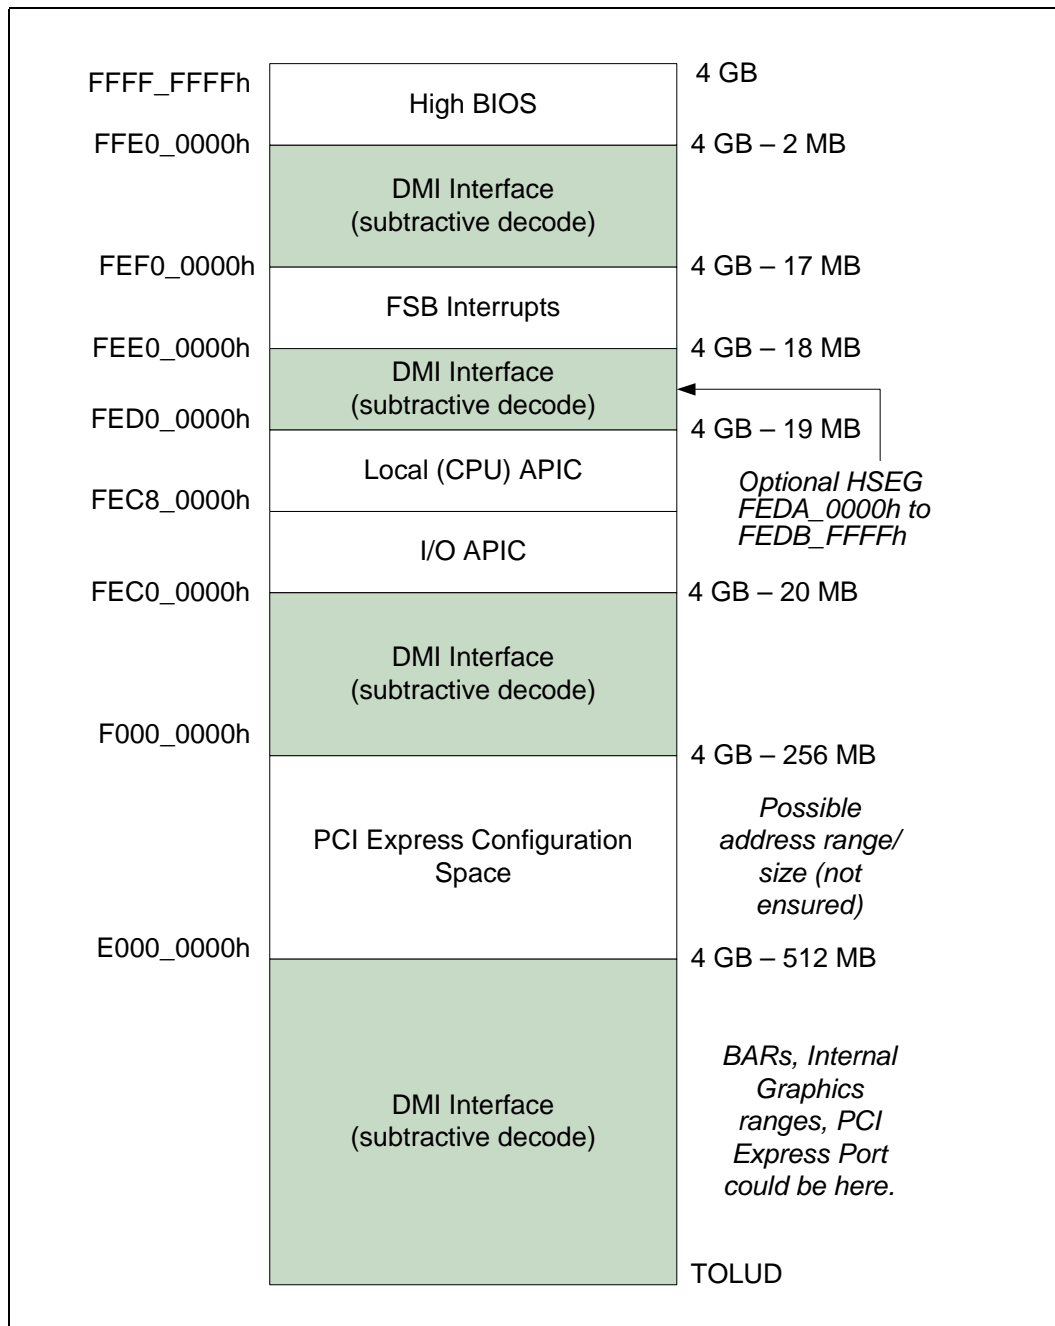 FFFF_FFFFh
4 GB
High BIOS
FFE0_0000h
4 GB – 2 MB
DMI Interface
(subtractive decode)
FEF0_0000h
4 GB – 17 MB
FSB Interrupts
FEE0_0000h
4 GB – 18 MB
DMI Interface
(subtractive decode)
FED0_0000h
4 GB – 19 MB
Local (CPU) APIC
Optional HSEG
FEDA_0000h to
FEDB_FFFFh
FEC8_0000h
I/O APIC
FEC0_0000h
4 GB – 20 MB
DMI Interface
(subtractive decode)
F000_0000h
4 GB – 256 MB
PCI Express Configuration
Space
Possible
address range/
size (not
ensured)
E000_0000h
4 GB – 512 MB
DMI Interface
(subtractive decode)
BARs, Internal
Graphics
ranges, PCI
Express Port
could be here.
TOLUD